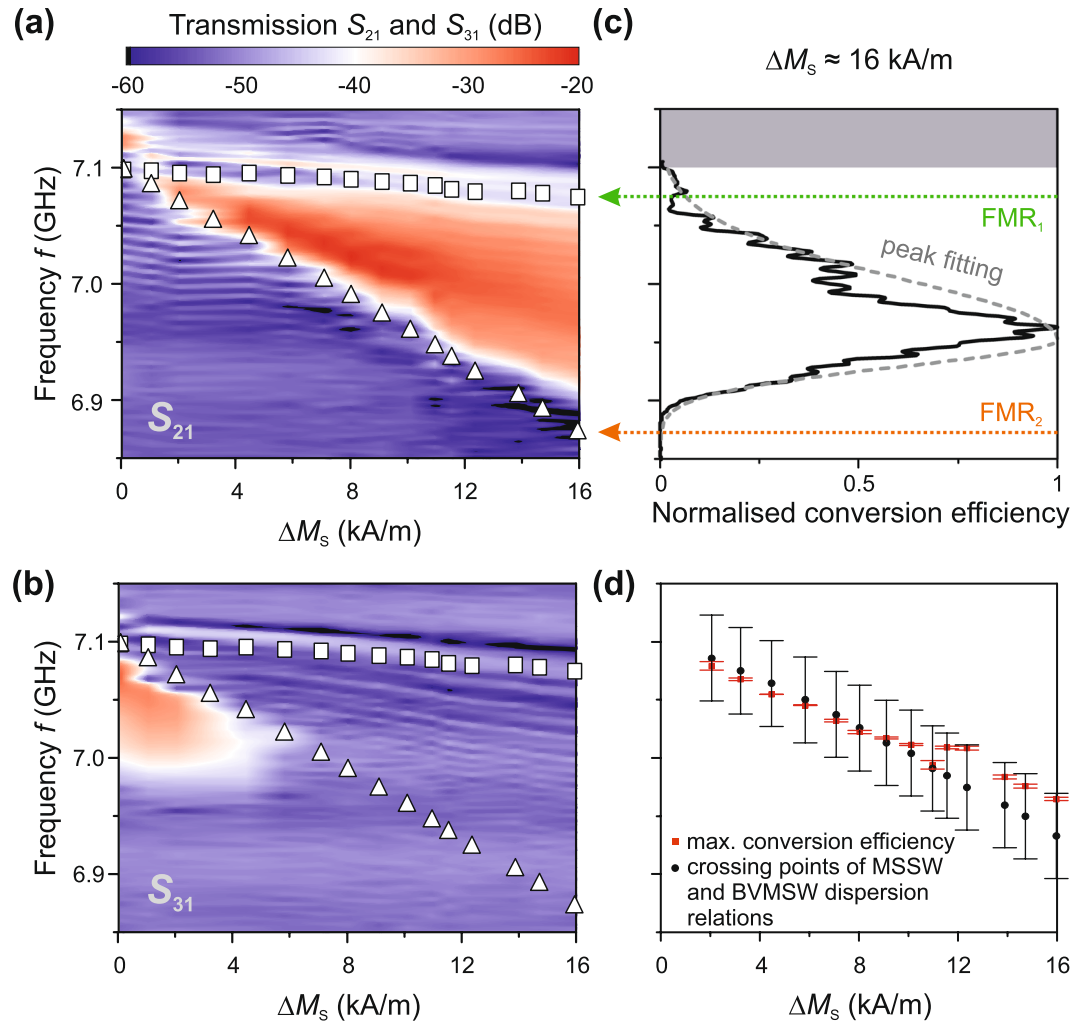 (a)
Transmission S21 and S31 (dB)
-60 -50 -40 -30 -20
Frequency f (GHz)
7.1
7.0
6.9
S21
0 4 8 12 16
ΔMS (kA/m)
(c)
ΔMS ≈ 16 kA/m
FMR1
peak fitting
FMR2
0 0.5 1
Normalised conversion efficiency
(b)
Frequency f (GHz)
7.1
7.0
6.9
S31
0 4 8 12 16
ΔMS (kA/m)
(d)
max. conversion efficiency
crossing points of MSSW
and BVMSW dispersion
relations
4 8 12 16
ΔMS (kA/m)